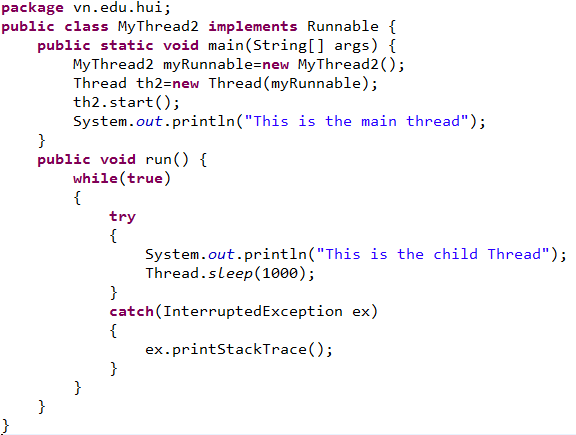 package vn.edu.hui;
public class MyThread2 implements Runnable {
    public static void main(String[] args) {
        MyThread2 myRunnable=new MyThread2();
        Thread th2=new Thread(myRunnable);
        th2.start();
        System.out.println("This is the main thread");
    }
    public void run() {
        while(true)
        {
            try
            {
                System.out.println("This is the child Thread");
                Thread.sleep(1000);
            }
            catch(InterruptedException ex)
            {
                ex.printStackTrace();
            }
        }
    }
}